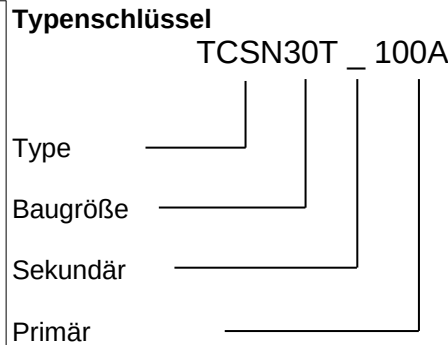 Typenschlüssel
TCSN30T _ 100A
Type
Baugröße
Sekundär
Primär